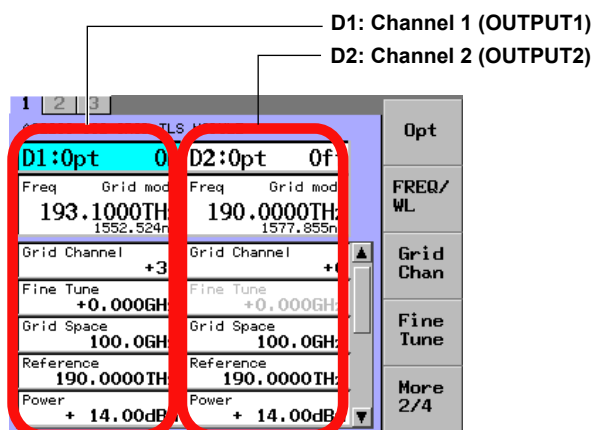 D1: Channel 1 (OUTPUT1)
D2: Channel 2 (OUTPUT2)
1 2 3
TLS
D1:Opt
D2:Opt
Freq Grid mod
193.1000TH
1552.524n
Freq Grid mod
190.0000TH
1577.855n
Grid Channel
+3
Grid Channel
Fine Tune
+0.000GH
Fine Tune
+0.000GH
Grid Space
100.0GH
Grid Space
100.0GH
Reference
190.0000TH
Reference
190.0000TH
Power
+ 14.00dB
Power
+ 14.00dB
Opt
FREQ/
WL
Grid
Chan
Fine
Tune
More
2/4